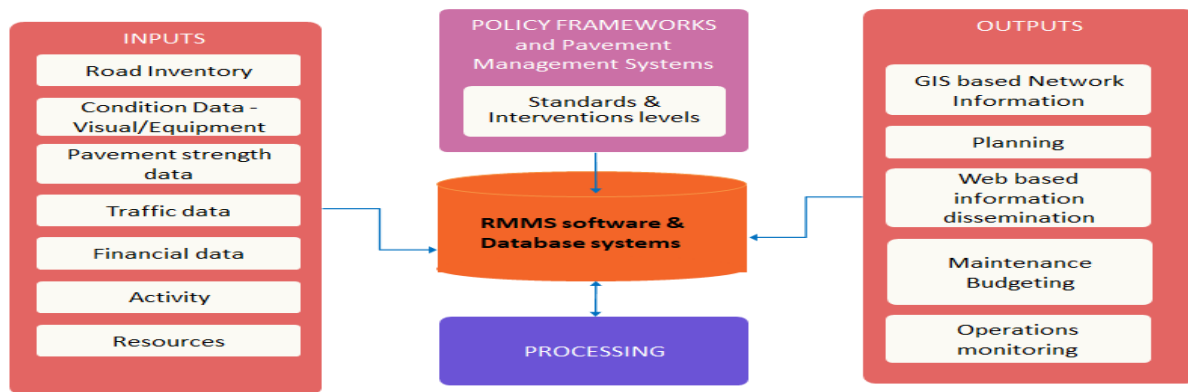 INPUTS
Road Inventory
Condition Data -
Visual/Equipment
Pavement strength
data
Traffic data
Financial data
Activity
Resources
POLICY FRAMEWORKS
and Pavement
Management Systems
Standards &
Interventions levels
RMMS software &
Database systems
PROCESSING
OUTPUTS
GIS based Network
Information
Planning
Web based
information
dissemination
Maintenance
Budgeting
Operations
monitoring